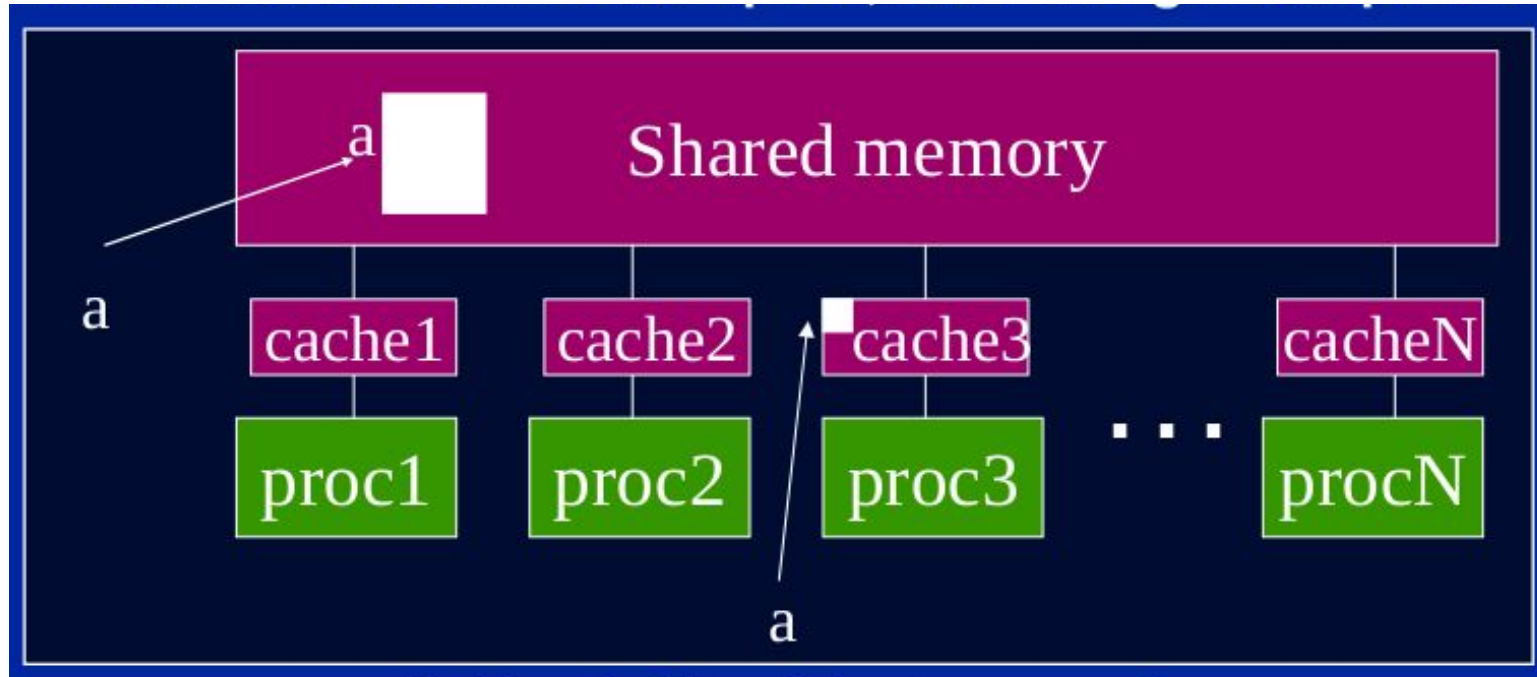 a Shared memory
a
cache1 cache2 cache3 cacheN
...
proc1 proc2 proc3 procN
a